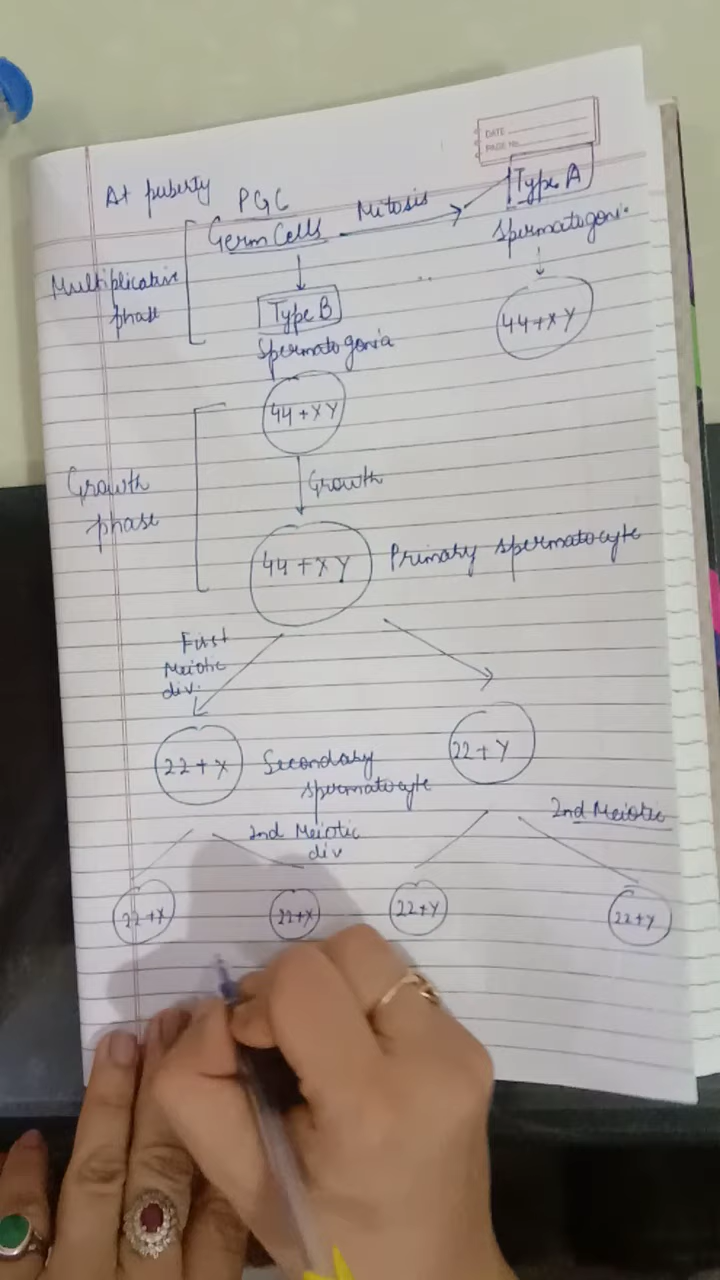 DATE
PAGE No.
At puberty
PGC
Germ Cells
Mitosis
Type A
Spermatogoni
44+XY
Multiplicative
phase
Type B
Spermatogonia
44+XY
Growth
phase
Growth
44+XY
Primary spermatocyte
First
Meiotic
div.
22+X
Secondary
spermatocyte
22+Y
2nd Meiotic
div
2nd Meiotic
22+X
22+X
22+Y
22+Y